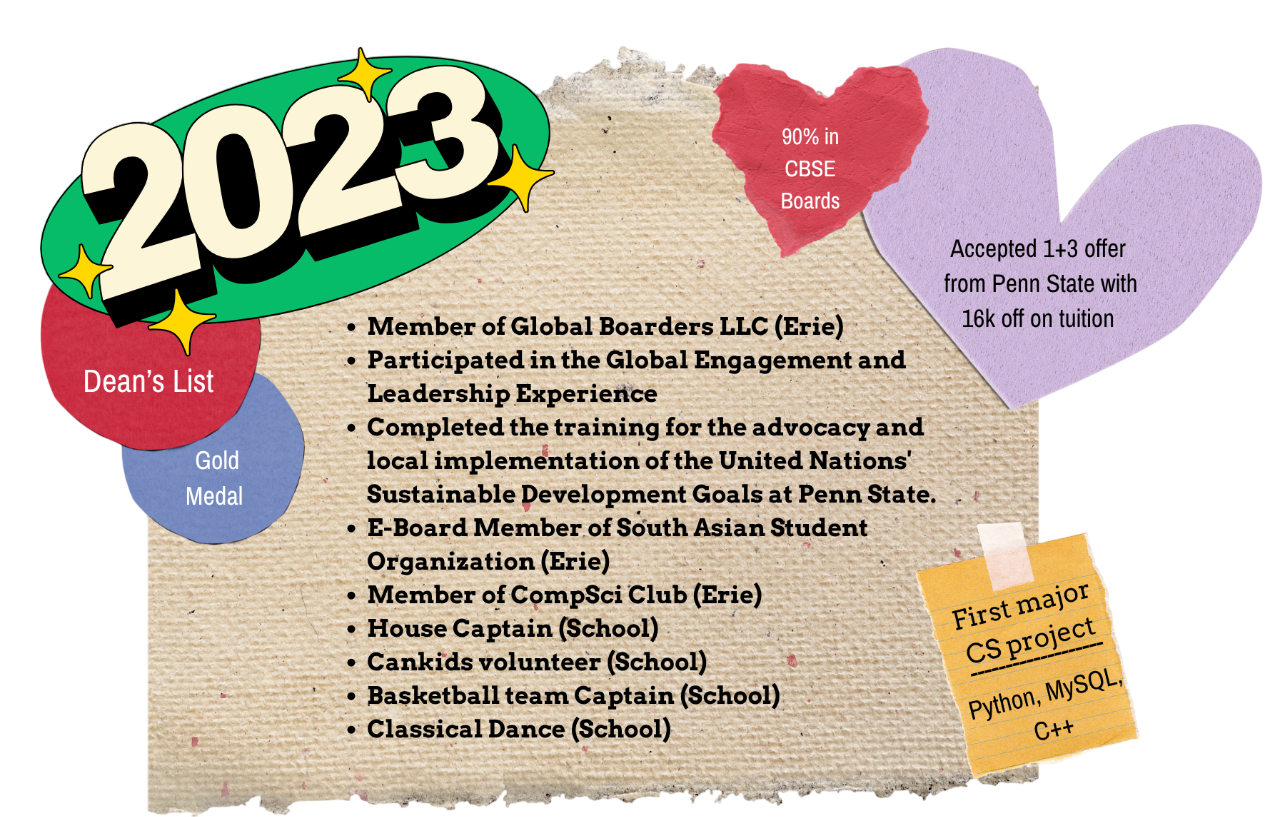 2023
Dean's List
Gold
Medal
90% in
CBSE
Boards
Accepted 1+3 offer
from Penn State with
16k off on tuition
• Member of Global Boarders LLC (Erie)
• Participated in the Global Engagement and
Leadership Experience
• Completed the training for the advocacy and
local implementation of the United Nations'
Sustainable Development Goals at Penn State.
• E-Board Member of South Asian Student
Organization (Erie)
• Member of CompSci Club (Erie)
• House Captain (School)
• Cankids volunteer (School)
• Basketball team Captain (School)
• Classical Dance (School)
First major
CS project
Python, MySQL,
C++